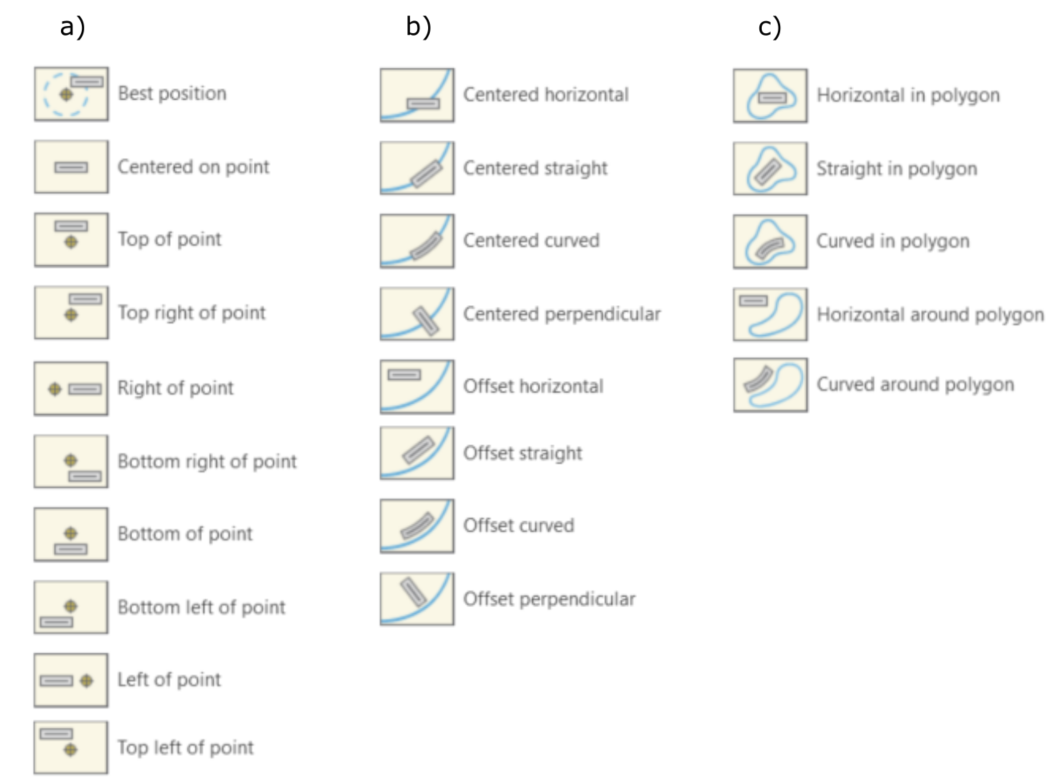 a)
Best position
Centered on point
Top of point
Top right of point
Right of point
Bottom right of point
Bottom of point
Bottom left of point
Left of point
Top left of point
b)
Centered horizontal
Centered straight
Centered curved
Centered perpendicular
Offset horizontal
Offset straight
Offset curved
Offset perpendicular
c)
Horizontal in polygon
Straight in polygon
Curved in polygon
Horizontal around polygon
Curved around polygon